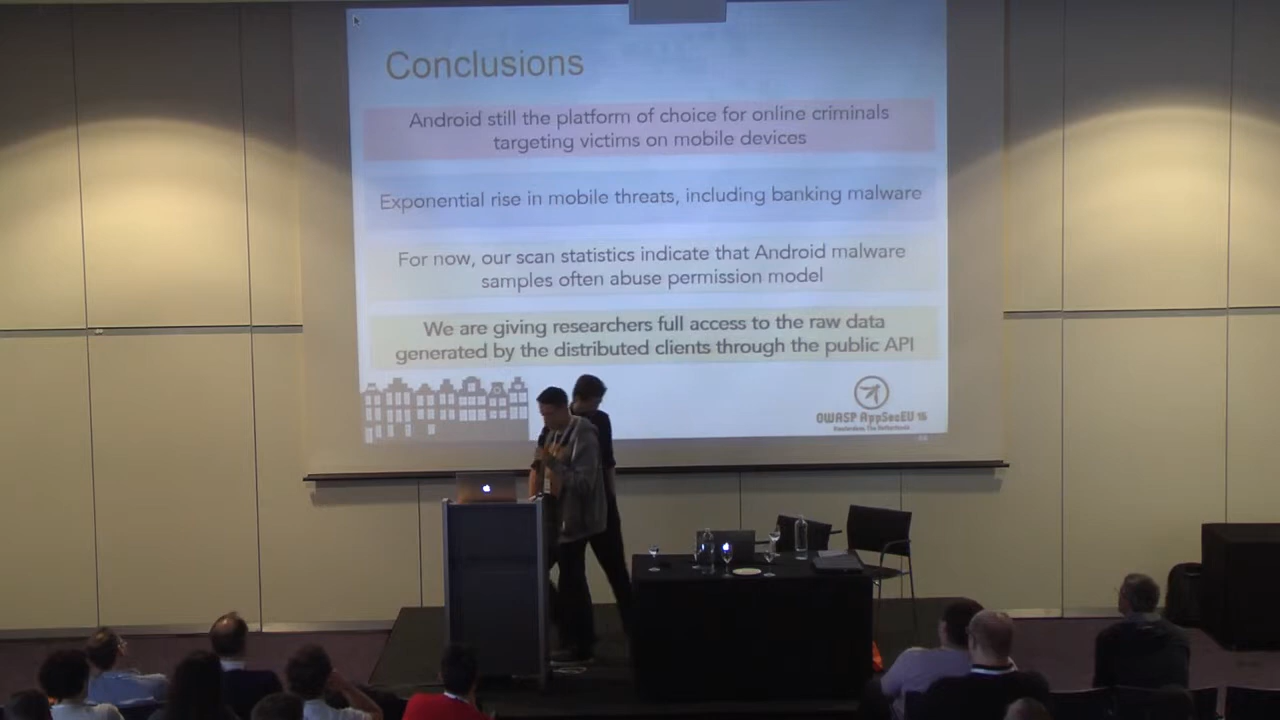 Conclusions
Android still the platform of choice for online criminals
targeting victims on mobile devices
Exponential rise in mobile threats, including banking malware
For now, our scan statistics indicate that Android malware
samples often abuse permission model
We are giving researchers full access to the raw data
generated by the distributed clients through the public API
OWASP AppSecEU 15
Amsterdam, The Netherlands